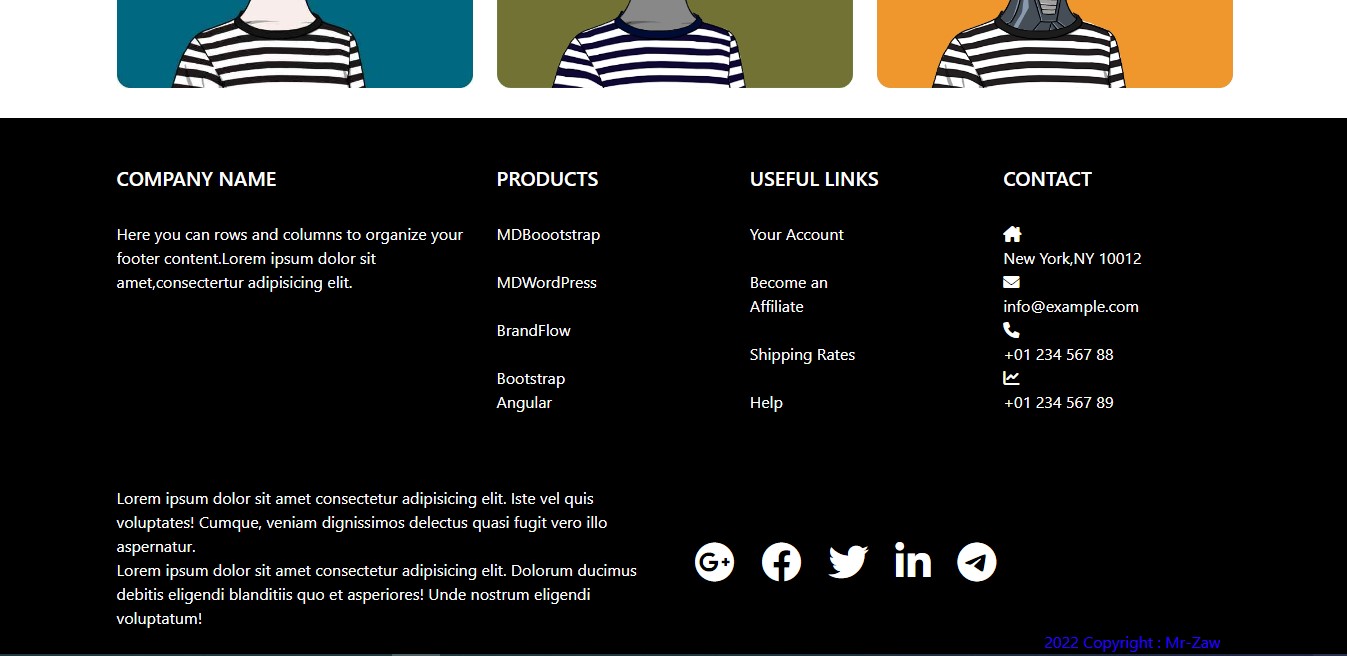 COMPANY NAME
Here you can rows and columns to organize your
footer content.Lorem ipsum dolor sit
amet,consectertur adipisicing elit.
PRODUCTS
MDBoootstrap
MDWordPress
BrandFlow
Bootstrap
Angular
USEFUL LINKS
Your Account
Become an
Affiliate
Shipping Rates
Help
CONTACT
New York,NY 10012
info@example.com
+01 234 567 88
+01 234 567 89
Lorem ipsum dolor sit amet consectetur adipisicing elit. Iste vel quis
voluptates! Cumque, veniam dignissimos delectus quasi fugit vero illo
aspernatur.
Lorem ipsum dolor sit amet consectetur adipisicing elit. Dolorum ducimus
debitis eligendi blanditiis quo et asperiores! Unde nostrum eligendi
voluptatum!
G+
in
2022 Copyright : Mr-Zaw